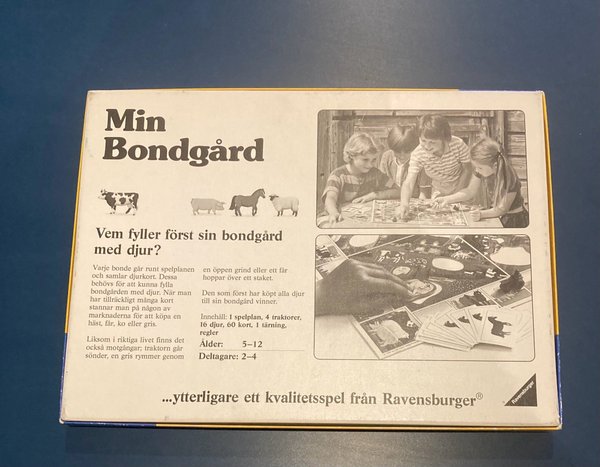 Min
Bondgård
Vem fyller först sin bondgård
med djur?
Varje bonde går runt spelplanen
och samlar djurkort. Dessa
behövs för att kunna fylla
bondgården med djur. När man
har tillräckligt många kort
stannar man på någon av
marknaderna för att köpa en
häst, får, ko eller gris.
Liksom i riktiga livet finns det
också motgångar; traktorn går
sönder, en gris rymmer genom
en öppen grind eller ett får
hoppar över ett staket.
Den som först har köpt alla djur
till sin bondgård vinner.
Innehåll: 1 spelplan, 4 traktorer,
16 djur, 60 kort, 1 tärning,
regler
Ålder: 5–12
Deltagare: 2–4
...ytterligare ett kvalitetsspel från Ravensburger®
Ravensburger